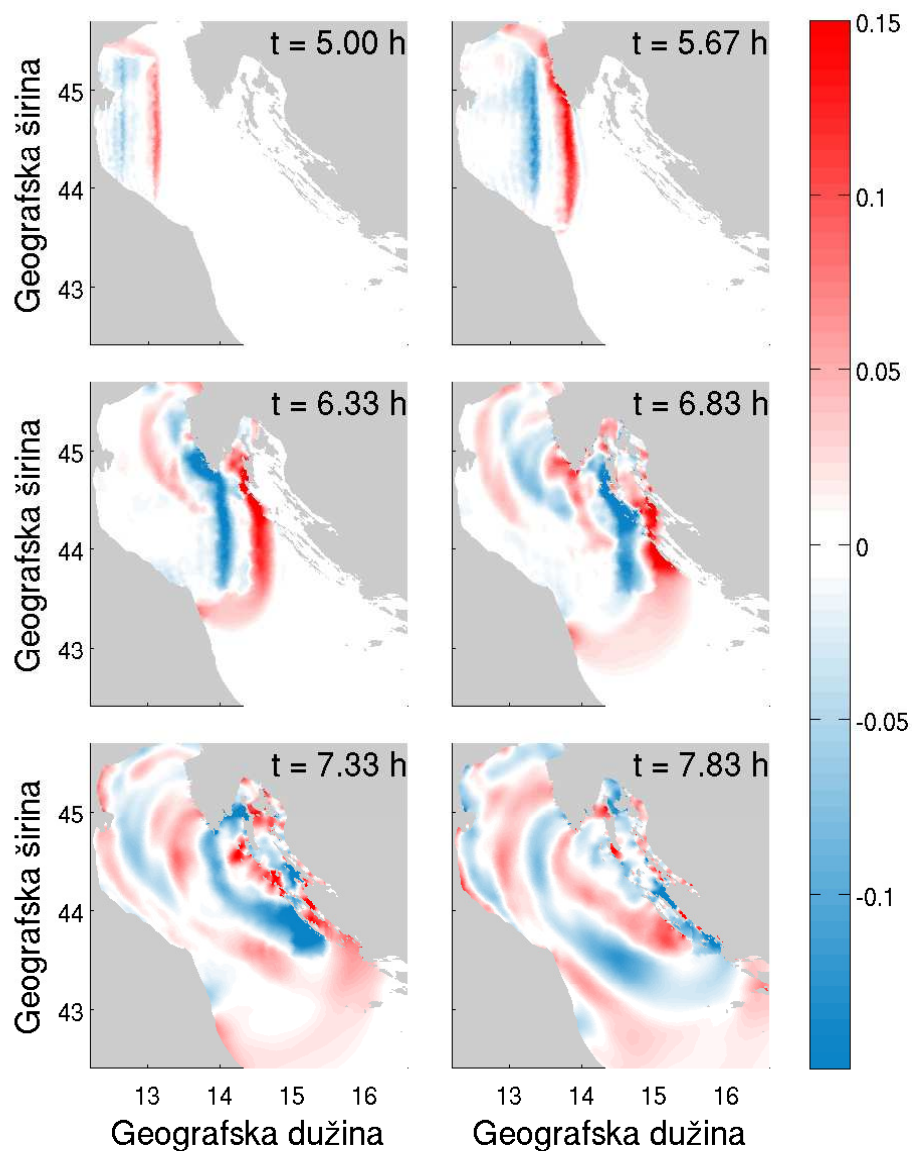 t = 5.00 h
t = 5.67 h
Geografska širina
45
44
43
t = 6.33 h
t = 6.83 h
Geografska širina
45
44
43
t = 7.33 h
t = 7.83 h
Geografska širina
45
44
43
13 14 15 16
13 14 15 16
Geografska dužina
Geografska dužina
0.15
0.1
0.05
0
-0.05
-0.1